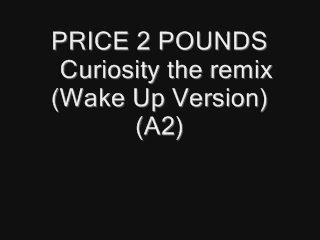 PRICE 2 POUNDS
Curiosity the remix
(Wake Up Version)
(A2)